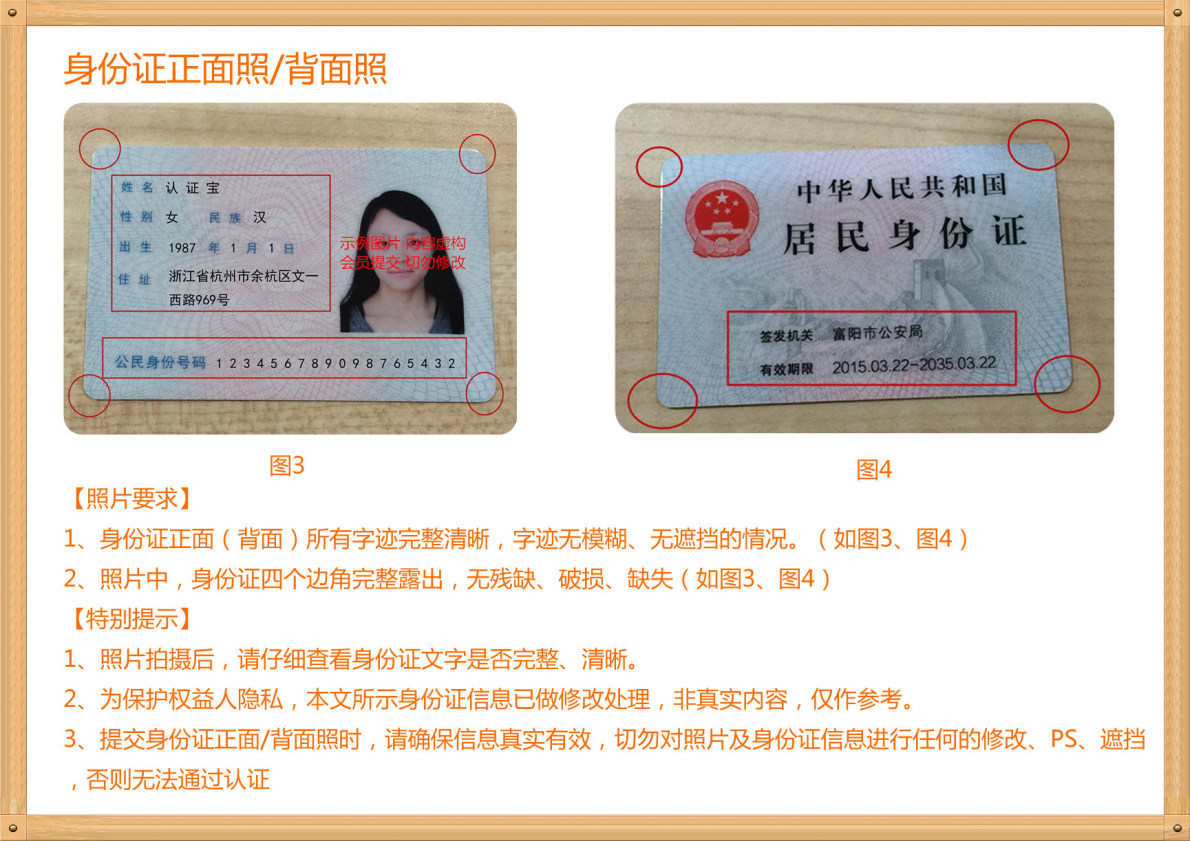 身份证正面照/背面照
姓名 认证宝
性别 女 民族 汉
出生 1987 年 1 月 1 日
住址 浙江省杭州市余杭区文一
西路969号
公民身份号码 123456789098765432
示例图片 内容虚构
会员提交 切勿修改
中华人民共和国
居民身份证
签发机关 富阳市公安局
有效期限 2015.03.22-2035.03.22
图3
图4
【照片要求】
1、身份证正面(背面)所有字迹完整清晰，字迹无模糊、无遮挡的情况。(如图3、图4)
2、照片中，身份证四个边角完整露出，无残缺、破损、缺失(如图3、图4)
【特别提示】
1、照片拍摄后，请仔细查看身份证文字是否完整、清晰。
2、为保护权益人隐私，本文所示身份证信息已做修改处理，非真实内容，仅作参考。
3、提交身份证正面/背面照时，请确保信息真实有效，切勿对照片及身份证信息进行任何的修改、PS、遮挡
，否则无法通过认证